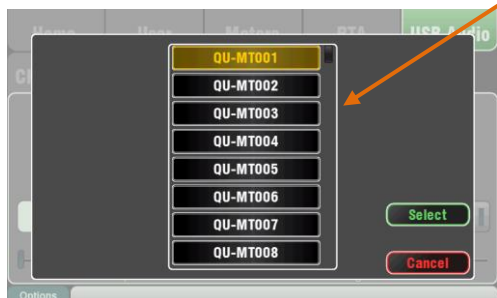 Home User Meters RTA USB Audio
QU-MT001
QU-MT002
QU-MT003
QU-MT004
QU-MT005
QU-MT006
QU-MT007
QU-MT008
Select
Cancel
Options